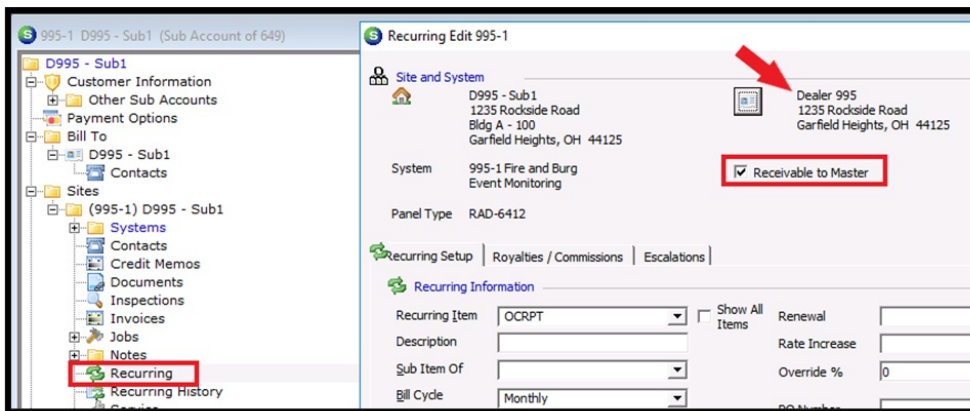 995-1 D995 - Sub1 (Sub Account of 649)
D995 - Sub1
Customer Information
Other Sub Accounts
Payment Options
Bill To
D995 - Sub1
Contacts
Sites
(995-1) D995 - Sub1
Systems
Contacts
Credit Memos
Documents
Inspections
Invoices
Jobs
Notes
Recurring
Recurring History
Recurring Edit 995-1
Site and System
D995 - Sub1
1235 Rockside Road
Bldg A - 100
Garfield Heights, OH 44125
Dealer 995
1235 Rockside Road
Garfield Heights, OH 44125
System 995-1 Fire and Burg
Event Monitoring
Receivable to Master
Panel Type RAD-6412
Recurring Setup Royalties / Commissions Escalations
Recurring Information
Recurring Item OCRPT Show All Items Renewal
Description Rate Increase
Sub Item Of Override % 0
Bill Cycle Monthly